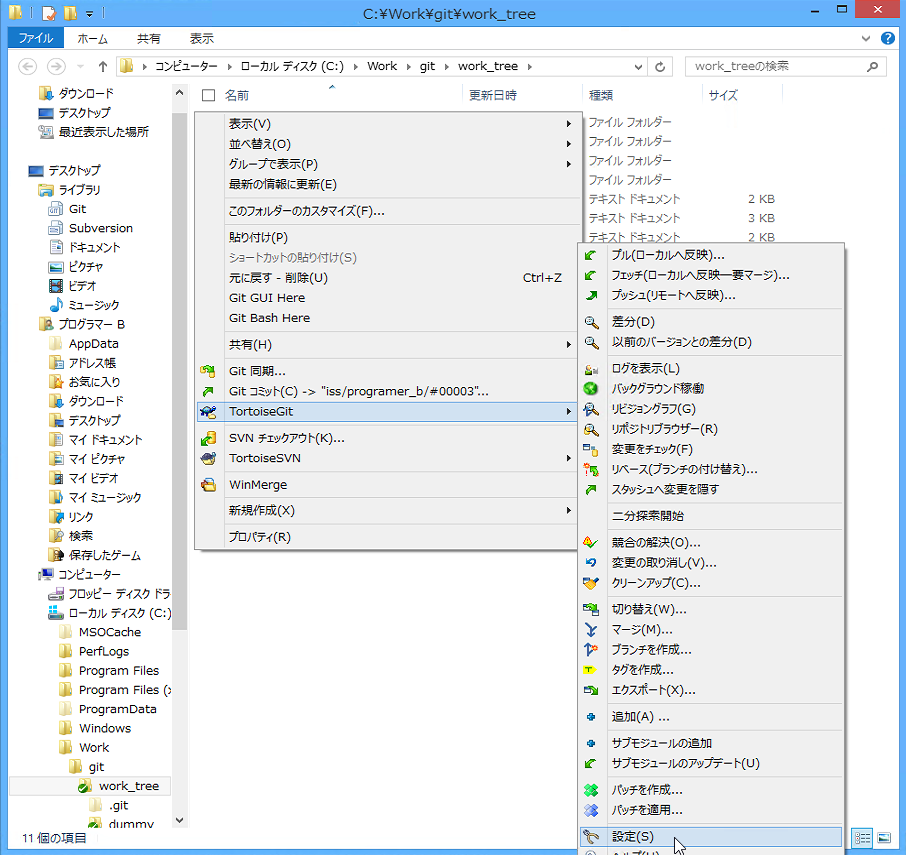 C:¥Work¥git¥work_tree
ファイル ホーム 共有 表示
コンピューター ローカル ディスク (C:) Work git work_tree work_treeの検索
ダウンロード
デスクトップ
最近表示した場所
デスクトップ
ライブラリ
Git
Subversion
ドキュメント
ピクチャ
ビデオ
ミュージック
プログラマー B
AppData
アドレス帳
お気に入り
ダウンロード
デスクトップ
マイ ドキュメント
マイ ピクチャ
マイ ビデオ
マイ ミュージック
リンク
検索
保存したゲーム
コンピューター
フロッピー ディスク ドラ
ローカル ディスク (C:)
MSOCache
PerfLogs
Program Files
Program Files (x
ProgramData
Windows
Work
git
work_tree
.git
dummy
11 個の項目
名前 更新日時 種類 サイズ
ファイル フォルダー
ファイル フォルダー
ファイル フォルダー
ファイル フォルダー
テキスト ドキュメント 2 KB
テキスト ドキュメント 3 KB
テキスト ドキュメント 2 KB
表示(V)
並べ替え(O)
グループで表示(P)
最新の情報に更新(E)
このフォルダーのカスタマイズ(F)...
貼り付け(P)
ショートカットの貼り付け(S)
元に戻す - 削除(U) Ctrl+Z
Git GUI Here
Git Bash Here
共有(H)
Git 同期...
Git コミット(C) -> "iss/programer_b/#00003"...
TortoiseGit
SVN チェックアウト(K)...
TortoiseSVN
WinMerge
新規作成(X)
プロパティ(R)
プル(ローカルへ反映)...
フェッチ(ローカルへ反映―要マージ)...
プッシュ(リモートへ反映)...
差分(D)
以前のバージョンとの差分(D)
ログを表示(L)
バックグラウンド稼働
リビジョングラフ(G)
リポジトリブラウザー(R)
変更をチェック(F)
リベース(ブランチの付け替え)...
スタッシュへ変更を隠す
二分探索開始
競合の解決(O)...
変更の取り消し(V)...
クリーンアップ(C)...
切り替え(W)...
マージ(M)...
ブランチを作成...
タグを作成...
エクスポート(X)...
追加(A) ...
サブモジュールの追加
サブモジュールのアップデート(U)
パッチを作成...
パッチを適用...
設定(S)